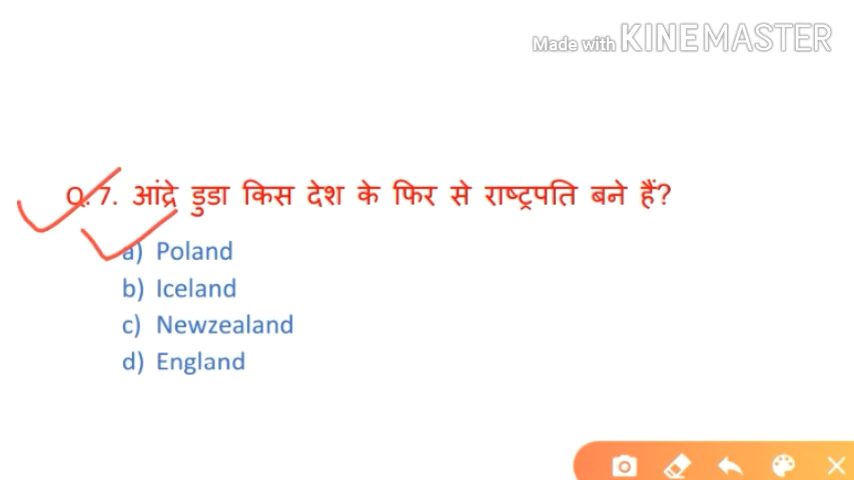 Made with KINEMASTER
Q.7. आंद्रे डुडा किस देश के फिर से राष्ट्रपति बने हैं?
a) Poland
b) Iceland
c) Newzealand
d) England